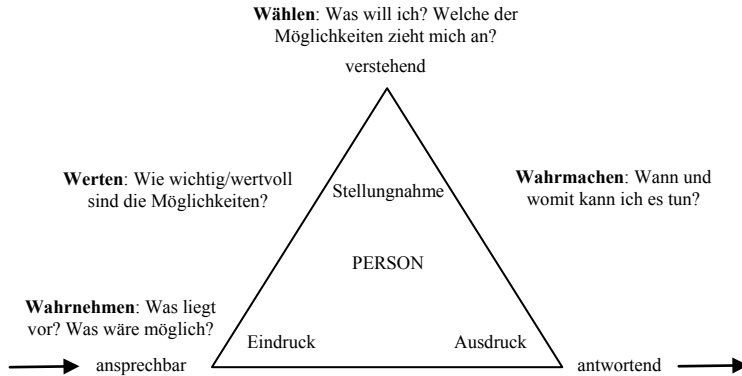 Wählen: Was will ich? Welche der
Möglichkeiten zieht mich an?
verstehend
Werten: Wie wichtig/wertvoll
sind die Möglichkeiten?
Stellungnahme
Wahrmachen: Wann und
womit kann ich es tun?
PERSON
Wahrnehmen: Was liegt
vor? Was wäre möglich?
Eindruck
Ausdruck
ansprechbar
antwortend